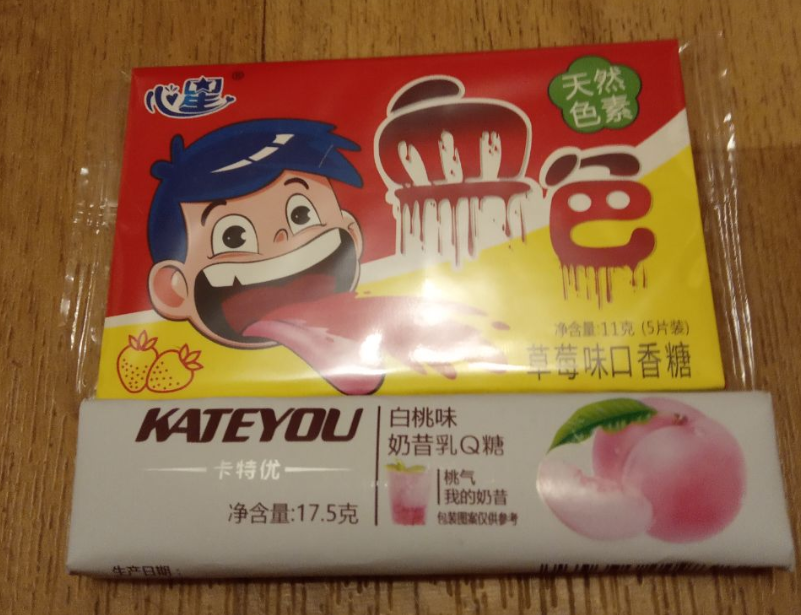 心星
®
天然
色素
血色
净含量:11克 (5片装)
草莓味口香糖
KATEYOU
卡特优
净含量:17.5克
白桃味
奶昔乳Q糖
桃气
我的奶昔
包装图案仅供参考
生产日期: